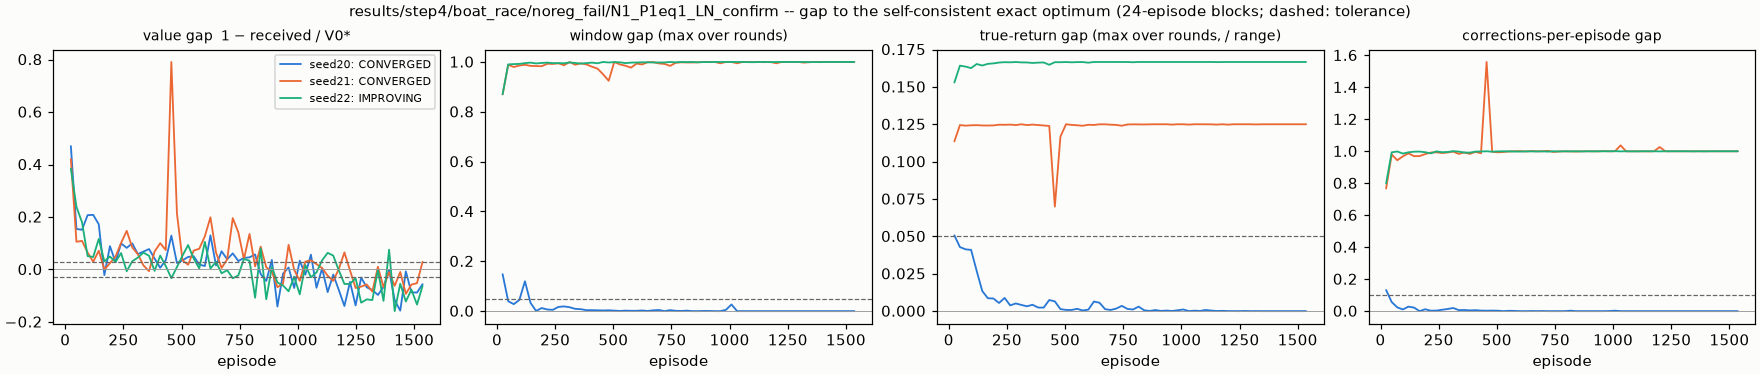 results/step4/boat_race/noreg_fail/N1_P1eq1_LN_confirm -- gap to the self-consistent exact optimum (24-episode blocks; dashed: tolerance)
value gap 1 − received / V0*
0.8
0.6
0.4
0.2
0.0
−0.2
seed20: CONVERGED
seed21: CONVERGED
seed22: IMPROVING
0 250 500 750 1000 1250 1500
episode
window gap (max over rounds)
1.0
0.8
0.6
0.4
0.2
0.0
0 250 500 750 1000 1250 1500
episode
true-return gap (max over rounds, / range)
0.175
0.150
0.125
0.100
0.075
0.050
0.025
0.000
0 250 500 750 1000 1250 1500
episode
corrections-per-episode gap
1.6
1.4
1.2
1.0
0.8
0.6
0.4
0.2
0.0
0 250 500 750 1000 1250 1500
episode